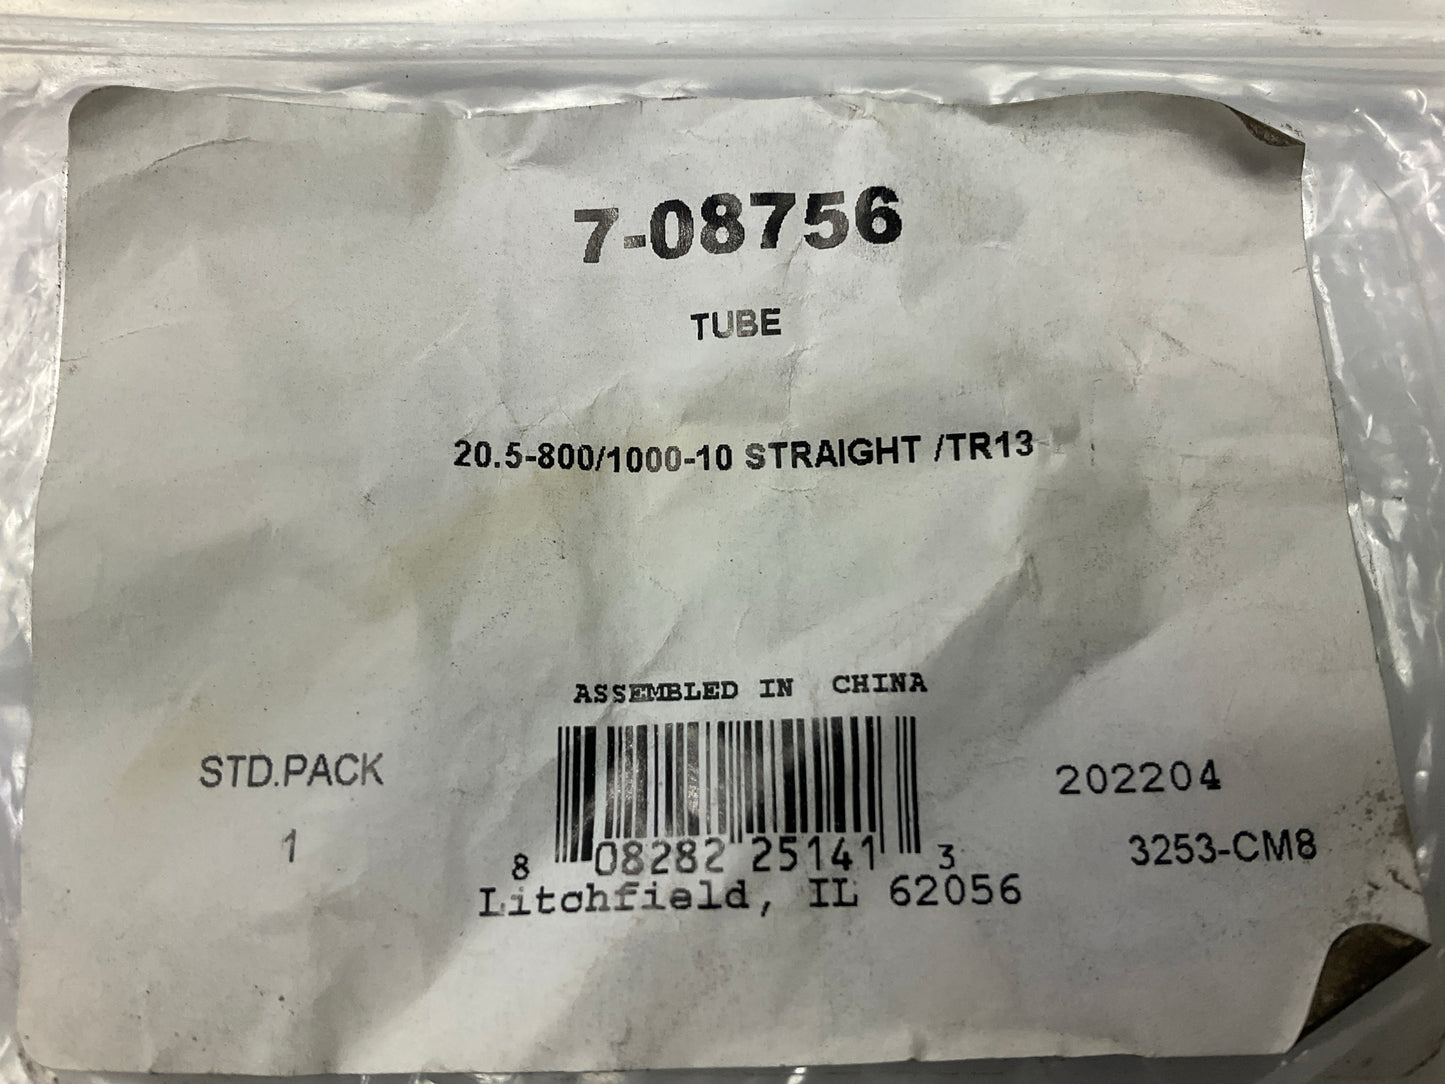 7-08756
TUBE
20.5-800/1000-10 STRAIGHT /TR13
ASSEMBLED IN CHINA
STD.PACK
1
202204
3253-CM8
8 08282 25141 3
Litchfield, IL 62056